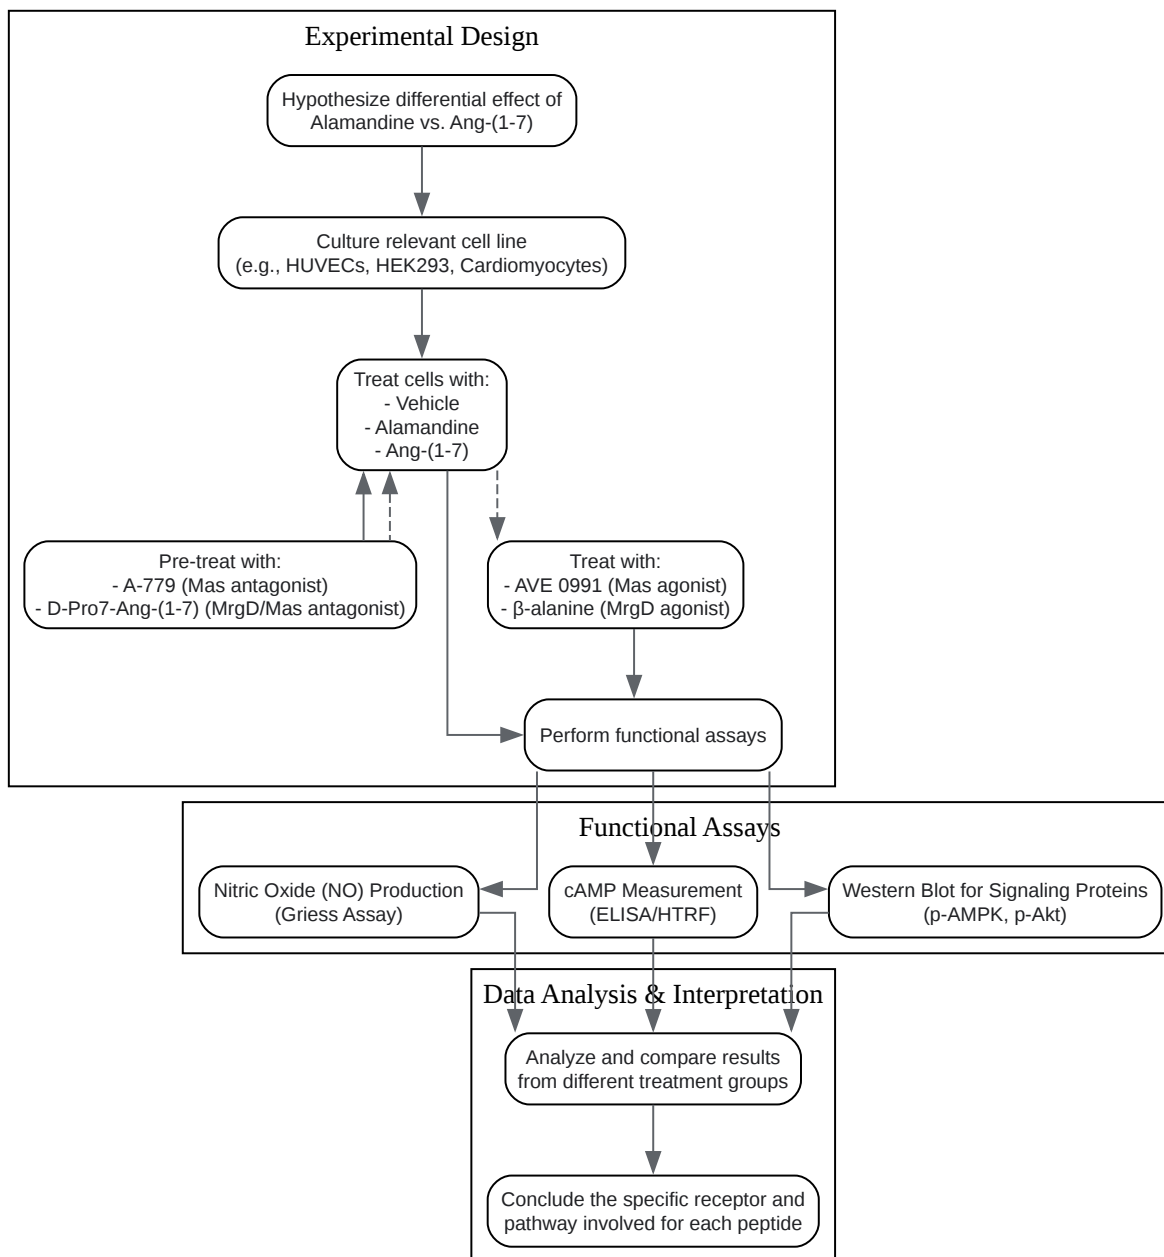 Experimental Design
Hypothesize differential effect of
Alamandine vs. Ang-(1-7)
Culture relevant cell line
(e.g., HUVECs, HEK293, Cardiomyocytes)
Treat cells with:
- Vehicle
- Alamandine
- Ang-(1-7)
Pre-treat with:
- A-779 (Mas antagonist)
- D-Pro7-Ang-(1-7) (MrgD/Mas antagonist)
Treat with:
- AVE 0991 (Mas agonist)
- β-alanine (MrgD agonist)
Perform functional assays
Functional Assays
Nitric Oxide (NO) Production
(Griess Assay)
cAMP Measurement
(ELISA/HTRF)
Western Blot for Signaling Proteins
(p-AMPK, p-Akt)
Data Analysis & Interpretation
Analyze and compare results
from different treatment groups
Conclude the specific receptor and
pathway involved for each peptide